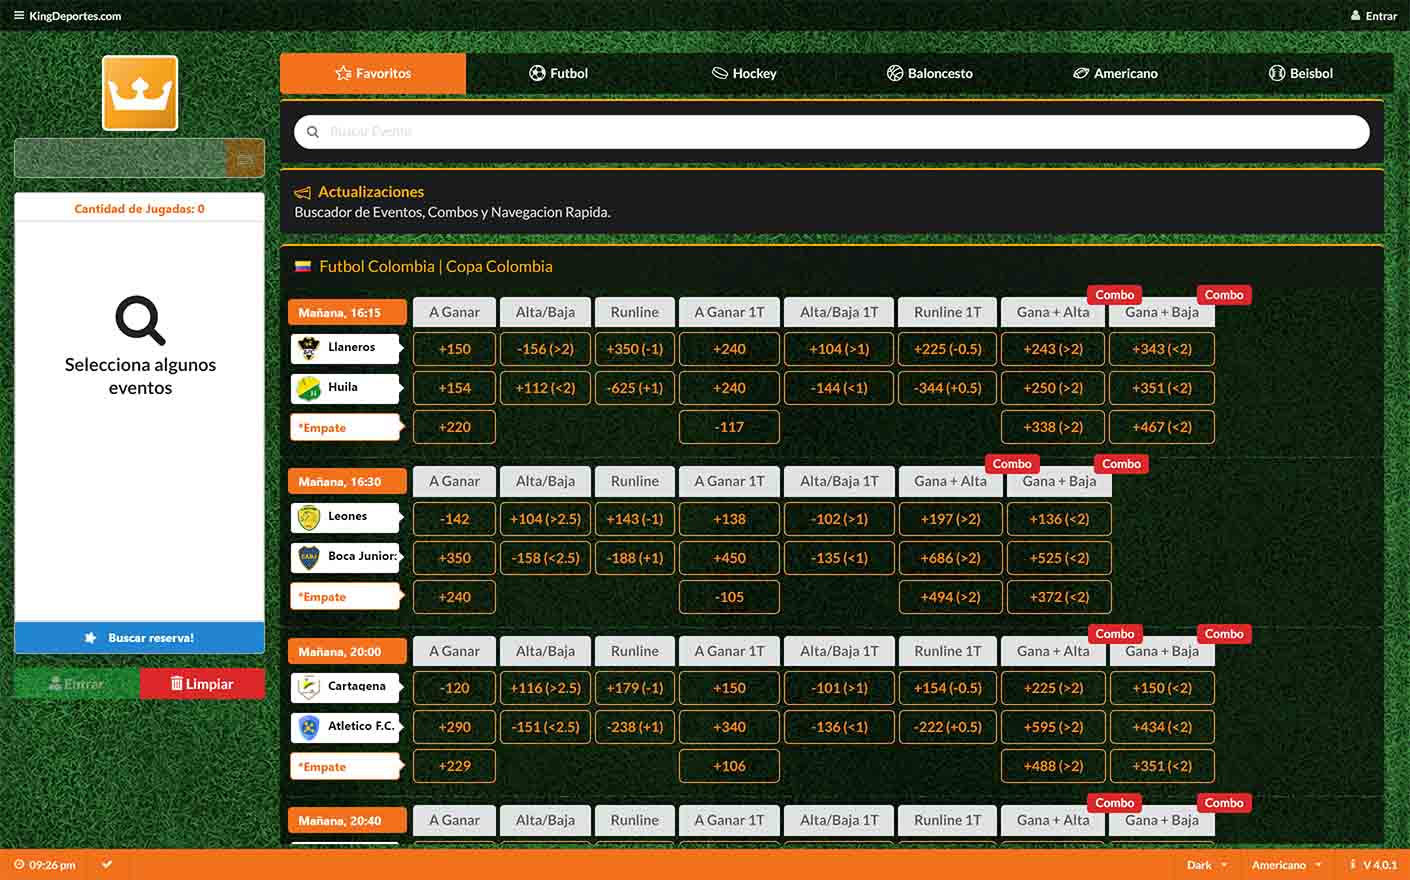 KingDeportes.com
Entrar
Favoritos Futbol Hockey Baloncesto Americano Beisbol
Buscar Evento
Actualizaciones
Buscador de Eventos, Combos y Navegacion Rapida.
Cantidad de Jugadas: 0
Selecciona algunos
eventos
Buscar reserva!
Entrar Limpiar
Futbol Colombia | Copa Colombia
Combo Combo
Mañana, 16:15 A Ganar Alta/Baja Runline A Ganar 1T Alta/Baja 1T Runline 1T Gana + Alta Gana + Baja
Llaneros +150 -156 (>2) +350 (-1) +240 +104 (>1) +225 (-0.5) +243 (>2) +343 (<2)
Huila +154 +112 (<2) -625 (+1) +240 -144 (<1) -344 (+0.5) +250 (>2) +351 (<2)
*Empate +220 -117 +338 (>2) +467 (<2)
Combo Combo
Mañana, 16:30 A Ganar Alta/Baja Runline A Ganar 1T Alta/Baja 1T Gana + Alta Gana + Baja
Leones -142 +104 (>2.5) +143 (-1) +138 -102 (>1) +197 (>2) +136 (<2)
Boca Junior: +350 -158 (<2.5) -188 (+1) +450 -135 (<1) +686 (>2) +525 (<2)
*Empate +240 -105 +494 (>2) +372 (<2)
Combo Combo
Mañana, 20:00 A Ganar Alta/Baja Runline A Ganar 1T Alta/Baja 1T Runline 1T Gana + Alta Gana + Baja
Cartagena -120 +116 (>2.5) +179 (-1) +150 -101 (>1) +154 (-0.5) +225 (>2) +150 (<2)
Atletico F.C. +290 -151 (<2.5) -238 (+1) +340 -136 (<1) -222 (+0.5) +595 (>2) +434 (<2)
*Empate +229 +106 +488 (>2) +351 (<2)
Combo Combo
Mañana, 20:40 A Ganar Alta/Baja Runline A Ganar 1T Alta/Baja 1T Runline 1T Gana + Alta Gana + Baja
09:26 pm
Dark Americano V 4.0.1